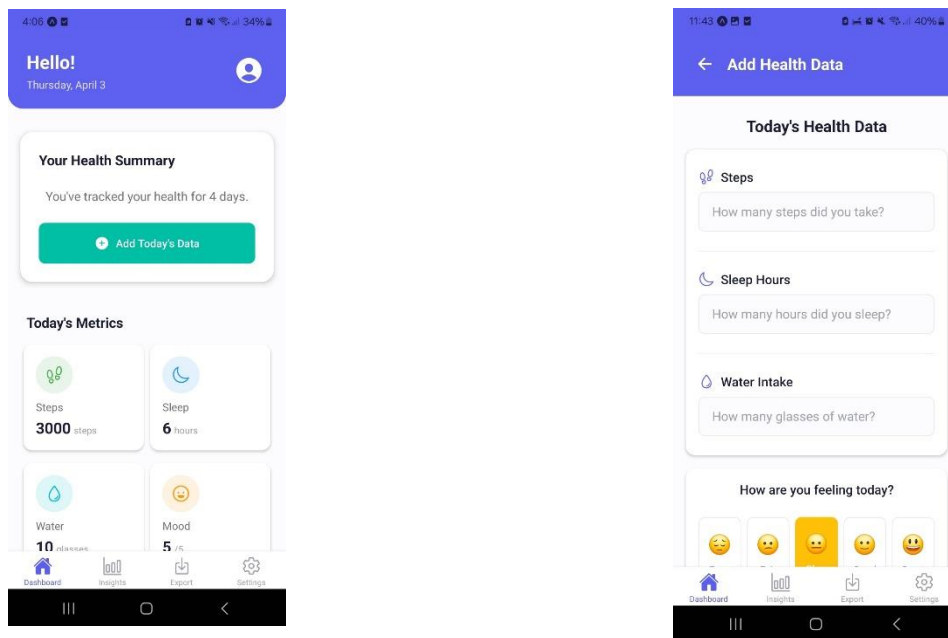 4:06
34%
Hello!
Thursday, April 3
Your Health Summary
You've tracked your health for 4 days.
Add Today's Data
Today's Metrics
Steps
3000 steps
Sleep
6 hours
Water
10 glasses
Mood
5 /5
Dashboard
Insights
Export
Settings
11:43
40%
Add Health Data
Today's Health Data
Steps
How many steps did you take?
Sleep Hours
How many hours did you sleep?
Water Intake
How many glasses of water?
How are you feeling today?
Dashboard
Insights
Export
Settings